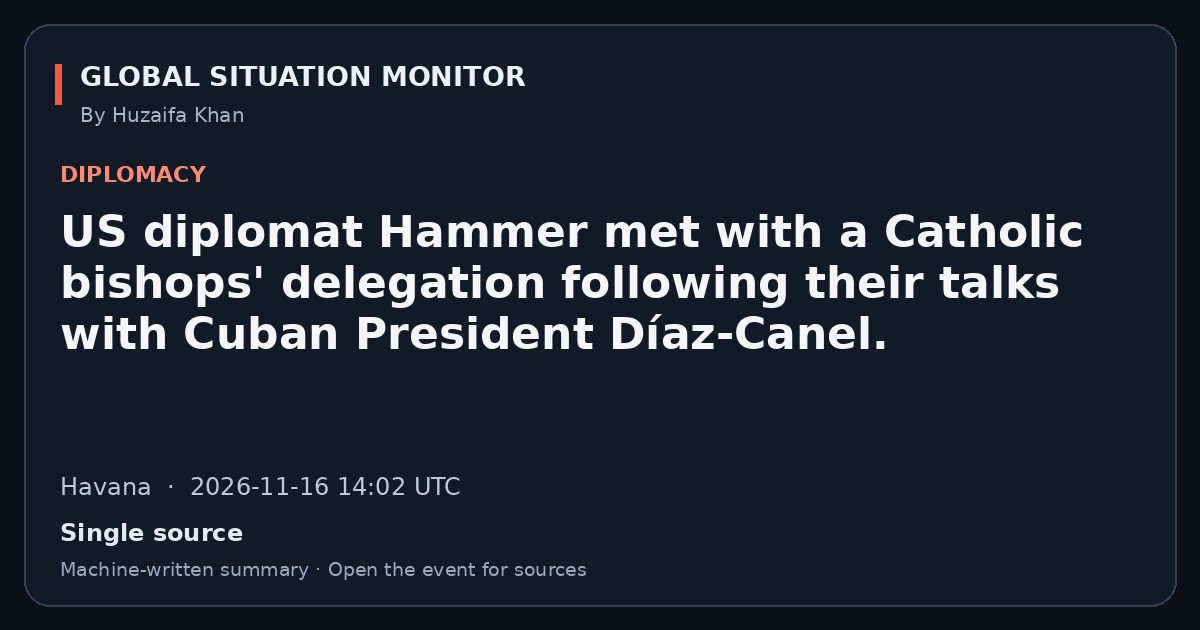 GLOBAL SITUATION MONITOR
By Huzaifa Khan
DIPLOMACY
US diplomat Hammer met with a Catholic
bishops' delegation following their talks
with Cuban President Díaz-Canel.
Havana · 2026-11-16 14:02 UTC
Single source
Machine-written summary · Open the event for sources